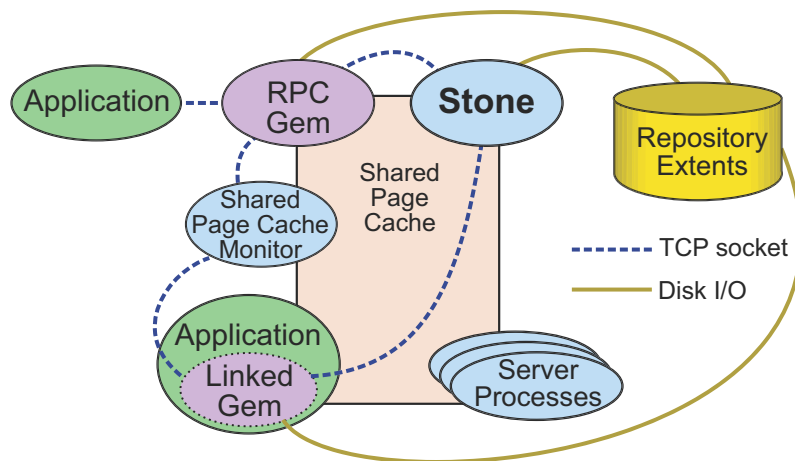 Application
RPC
Gem
Stone
Repository
Extents
Shared
Page
Cache
Shared
Page Cache
Monitor
TCP socket
Disk I/O
Application
Linked
Gem
Server
Processes